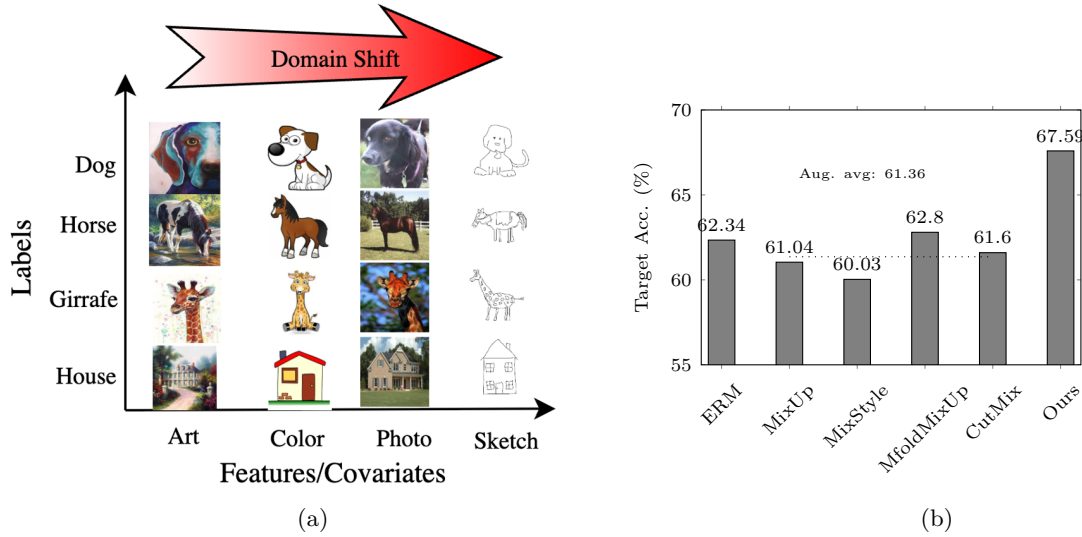 Domain Shift
Labels
Dog
Horse
Girrafe
House
Art
Color
Photo
Sketch
Features/Covariates
(a)
Target Acc. (%)
70
65
60
55
Aug. avg: 61.36
62.34
61.04
60.03
62.8
61.6
67.59
ERM
MixUp
MixStyle
MfoldMixUp
CutMix
Ours
(b)